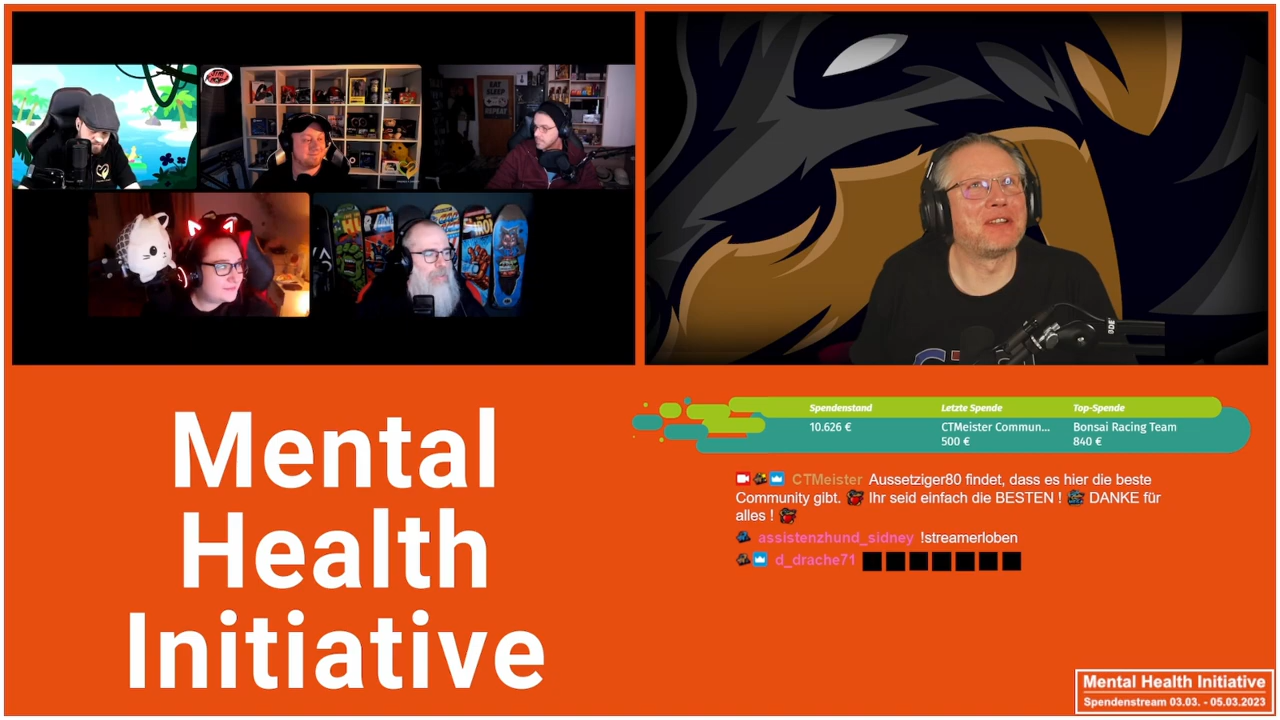 EAT
SLEEP
REPEAT
Mental
Health
Initiative
Spendenstand
Letzte Spende
Top-Spende
10.626 €
CTMeister Commun...
Bonsai Racing Team
500 €
840 €
CTMeister Aussetziger80 findet, dass es hier die beste
Community gibt. Ihr seid einfach die BESTEN ! DANKE für
alles !
assistenzhund_sidney !streamerloben
d_drache71
Mental Health Initiative
Spendenstream 03.03. - 05.03.2023